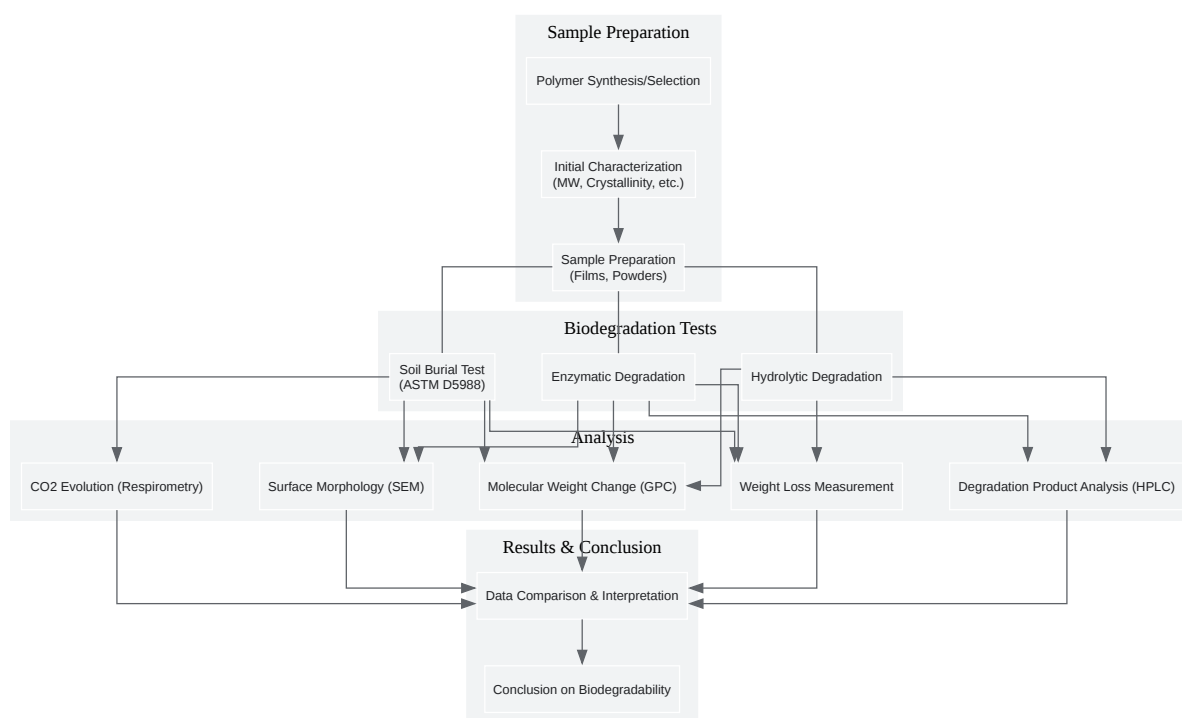 Sample Preparation
Polymer Synthesis/Selection
Initial Characterization
(MW, Crystallinity, etc.)
Sample Preparation
(Films, Powders)
Biodegradation Tests
Soil Burial Test
(ASTM D5988)
Enzymatic Degradation
Hydrolytic Degradation
Analysis
CO2 Evolution (Respirometry)
Surface Morphology (SEM)
Molecular Weight Change (GPC)
Weight Loss Measurement
Degradation Product Analysis (HPLC)
Results & Conclusion
Data Comparison & Interpretation
Conclusion on Biodegradability